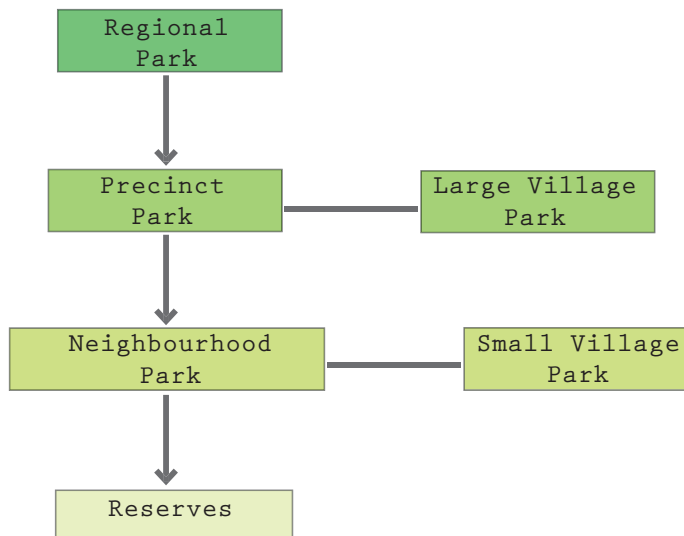 Regional
Park
Precinct
Park
Large Village
Park
Neighbourhood
Park
Small Village
Park
Reserves